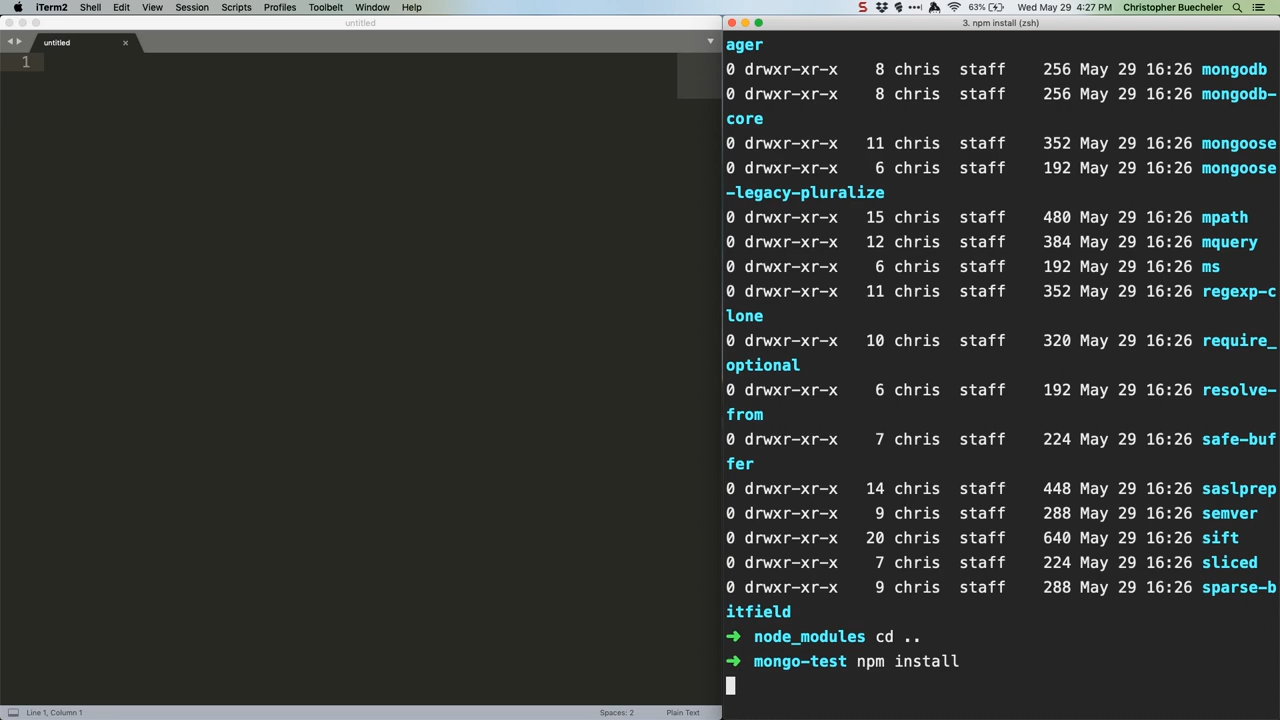 iTerm2 Shell Edit View Session Scripts Profiles Toolbelt Window Help 63% Wed May 29 4:27 PM Christopher Buecheler
untitled
untitled
1
Line 1, Column 1 Spaces: 2 Plain Text
3. npm install (zsh)
ager
0 drwxr-xr-x 8 chris staff 256 May 29 16:26 mongodb
0 drwxr-xr-x 8 chris staff 256 May 29 16:26 mongodb-
core
0 drwxr-xr-x 11 chris staff 352 May 29 16:26 mongoose
0 drwxr-xr-x 6 chris staff 192 May 29 16:26 mongoose
-legacy-pluralize
0 drwxr-xr-x 15 chris staff 480 May 29 16:26 mpath
0 drwxr-xr-x 12 chris staff 384 May 29 16:26 mquery
0 drwxr-xr-x 6 chris staff 192 May 29 16:26 ms
0 drwxr-xr-x 11 chris staff 352 May 29 16:26 regexp-c
lone
0 drwxr-xr-x 10 chris staff 320 May 29 16:26 require_
optional
0 drwxr-xr-x 6 chris staff 192 May 29 16:26 resolve-
from
0 drwxr-xr-x 7 chris staff 224 May 29 16:26 safe-buf
fer
0 drwxr-xr-x 14 chris staff 448 May 29 16:26 saslprep
0 drwxr-xr-x 9 chris staff 288 May 29 16:26 semver
0 drwxr-xr-x 20 chris staff 640 May 29 16:26 sift
0 drwxr-xr-x 7 chris staff 224 May 29 16:26 sliced
0 drwxr-xr-x 9 chris staff 288 May 29 16:26 sparse-b
itfield
➜ node_modules cd ..
➜ mongo-test npm install